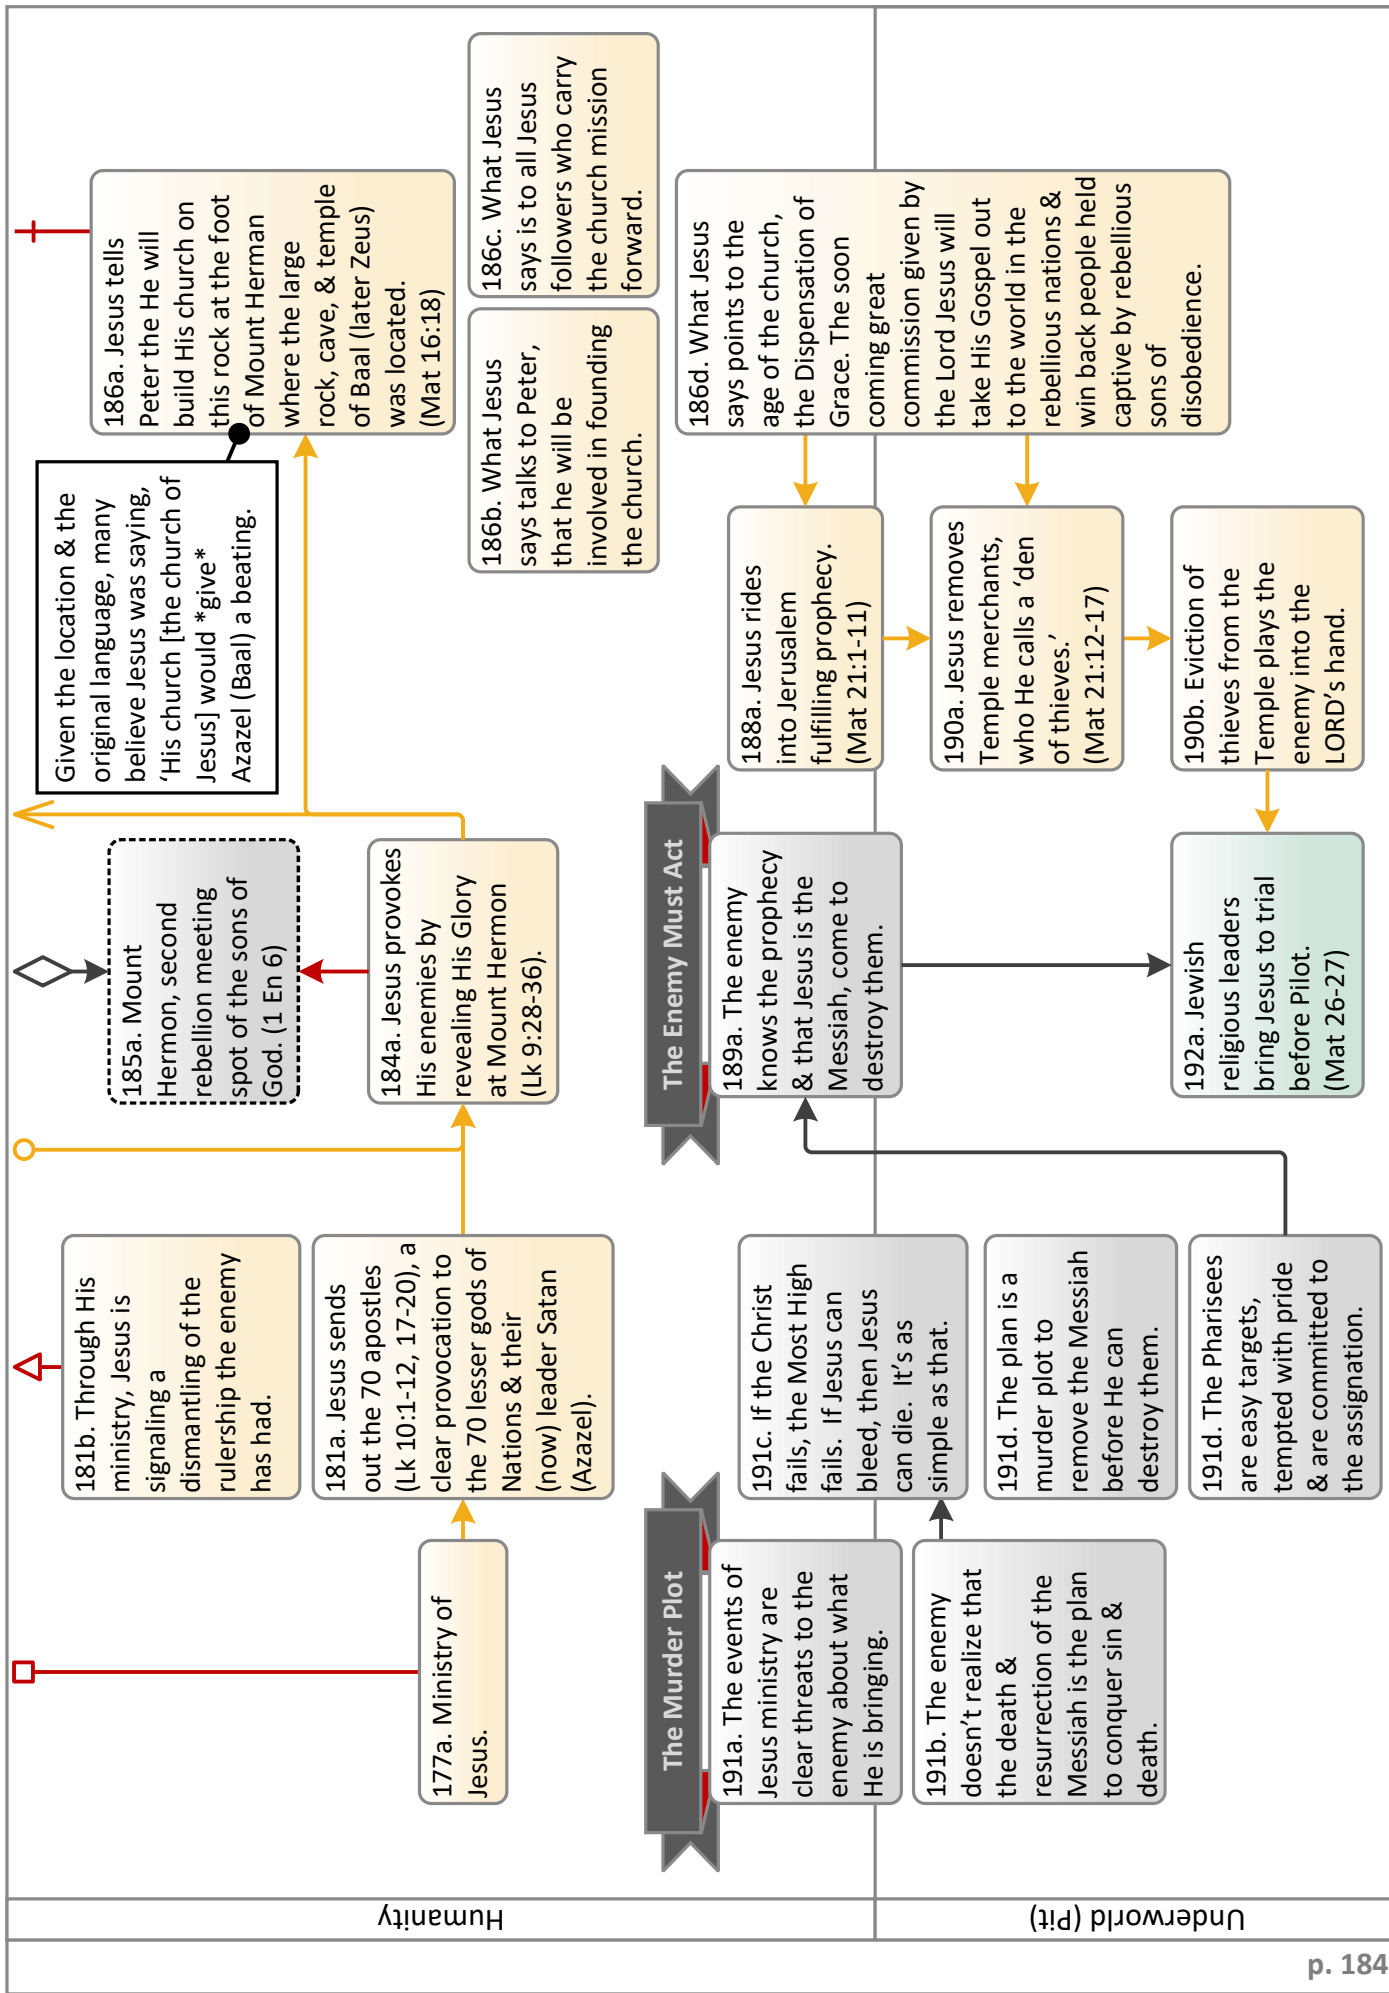 177a. Ministry of
Jesus.
181b. Through His
ministry, Jesus is
signaling a
dismantling of the
rulership the enemy
has had.
181a. Jesus sends
out the 70 apostles
(Lk 10:1-12, 17-20), a
clear provocation to
the 70 lesser gods of
Nations & their
(now) leader Satan
(Azazel).
185a. Mount
Hermon, second
rebellion meeting
spot of the sons of
God. (1 En 6)
184a. Jesus provokes
His enemies by
revealing His Glory
at Mount Hermon
(Lk 9:28-36).
Given the location & the
original language, many
believe Jesus was saying,
‘His church [the church of
Jesus] would *give*
Azazel (Baal) a beating.
186a. Jesus tells
Peter the He will
build His church on
this rock at the foot
of Mount Herman
where the large
rock, cave, & temple
of Baal (later Zeus)
was located.
(Mat 16:18)
186b. What Jesus
says talks to Peter,
that he will be
involved in founding
the church.
186c. What Jesus
says is to all Jesus
followers who carry
the church mission
forward.
The Murder Plot
191a. The events of
Jesus ministry are
clear threats to the
enemy about what
He is bringing.
191b. The enemy
doesn’t realize that
the death &
resurrection of the
Messiah is the plan
to conquer sin &
death.
191c. If the Christ
fails, the Most High
fails.  If Jesus can
bleed, then Jesus
can die.  It’s as
simple as that.
191d. The plan is a
murder plot to
remove the Messiah
before He can
destroy them.
191d. The Pharisees
are easy targets,
tempted with pride
& are committed to
the assignation.
The Enemy Must Act
189a. The enemy
knows the prophecy
& that Jesus is the
Messiah, come to
destroy them.
192a. Jewish
religious leaders
bring Jesus to trial
before Pilot.
(Mat 26-27)
188a. Jesus rides
into Jerusalem
fulfilling prophecy.
(Mat 21:1-11)
190a. Jesus removes
Temple merchants,
who He calls a ‘den
of thieves.’
(Mat 21:12-17)
190b. Eviction of
thieves from the
Temple plays the
enemy into the
LORD’s hand.
186d. What Jesus
says points to the
age of the church,
the Dispensation of
Grace. The soon
coming great
commission given by
the Lord Jesus will
take His Gospel out
to the world in the
rebellious nations &
win back people held
captive by rebellious
sons of
disobedience.
Humanity
Underworld (Pit)
p. 184